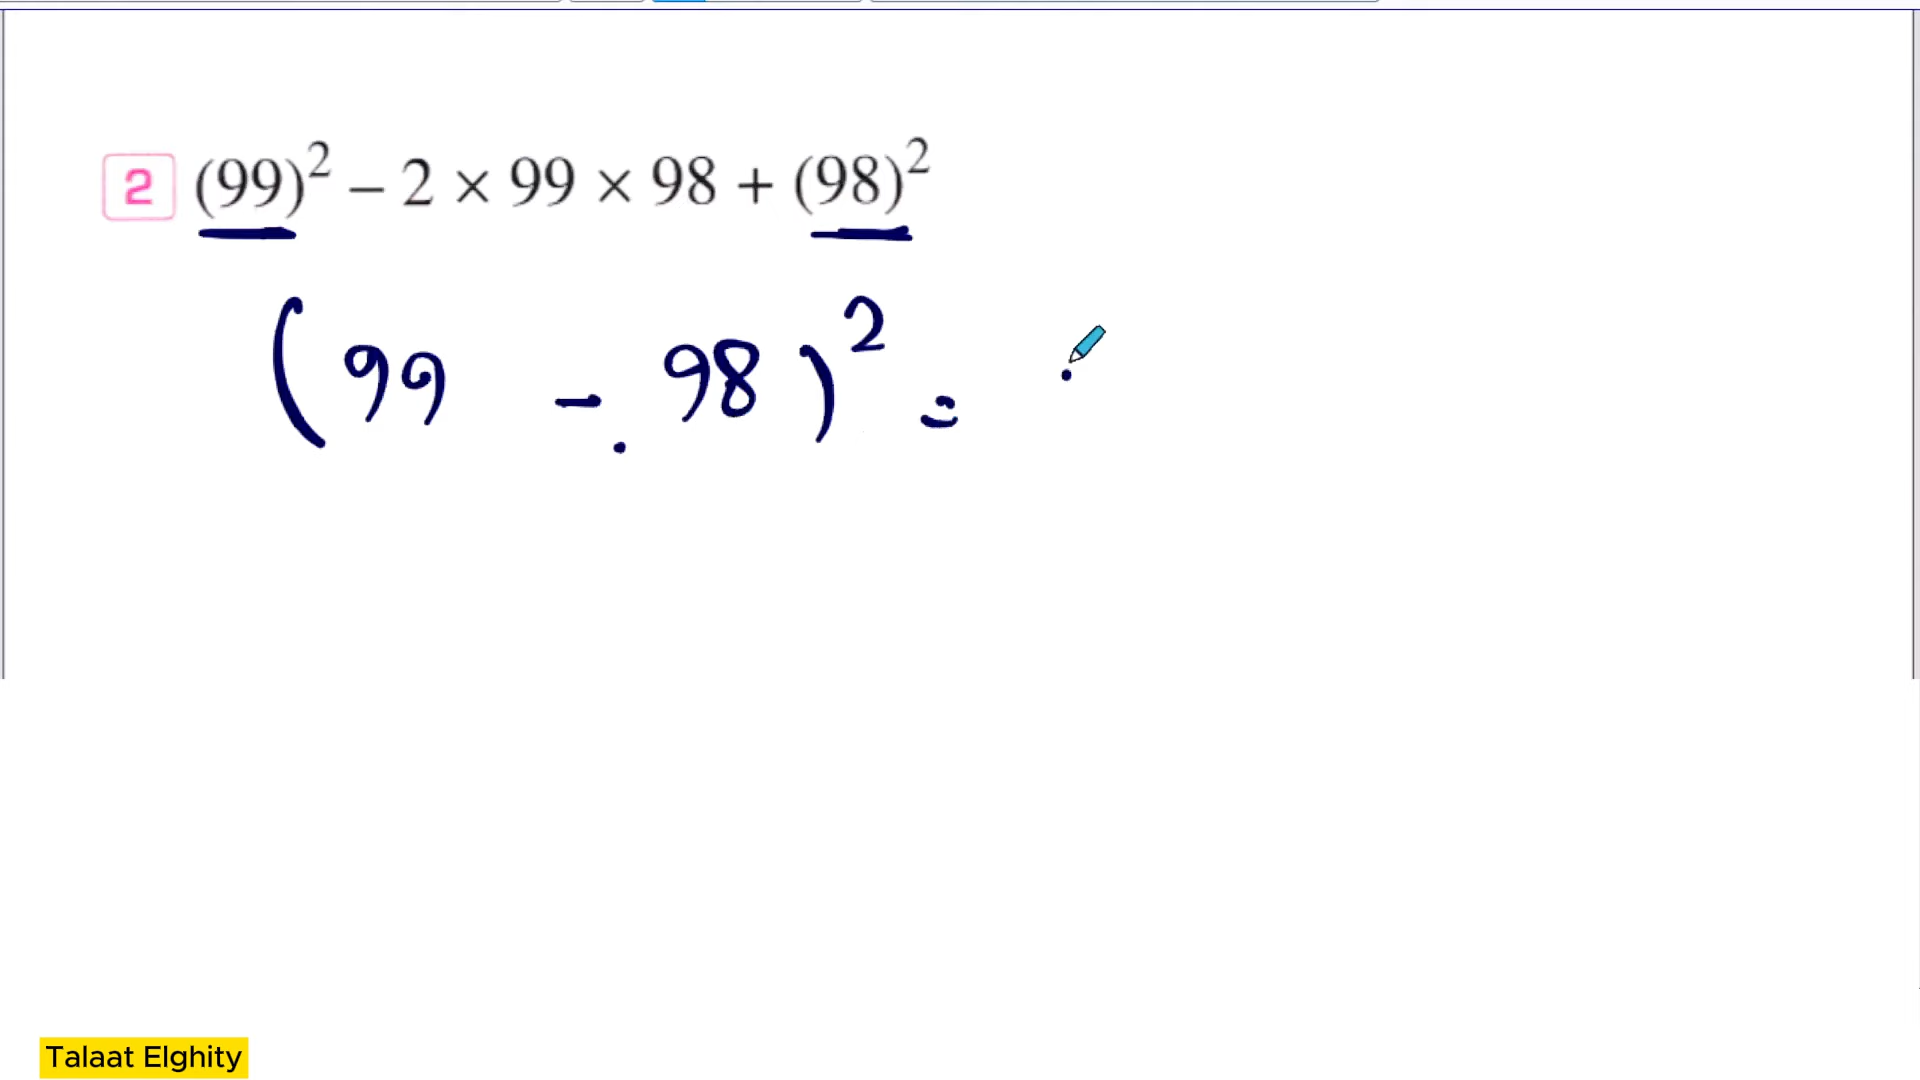 2 (99)² – 2 × 99 × 98 + (98)²
(99 - 98)² =
Talaat Elghity